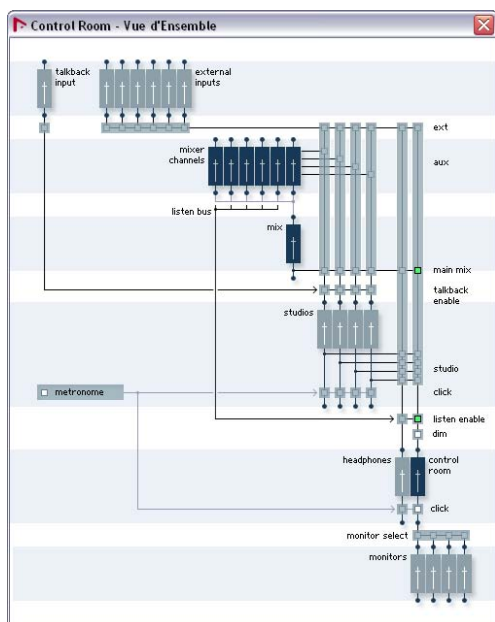 Control Room - Vue d'Ensemble
talkback
input
external
inputs
ext
mixer
channels
aux
listen bus
mix
main mix
talkback
enable
studios
studio
metronome
click
listen enable
dim
headphones
control
room
click
monitor select
monitors